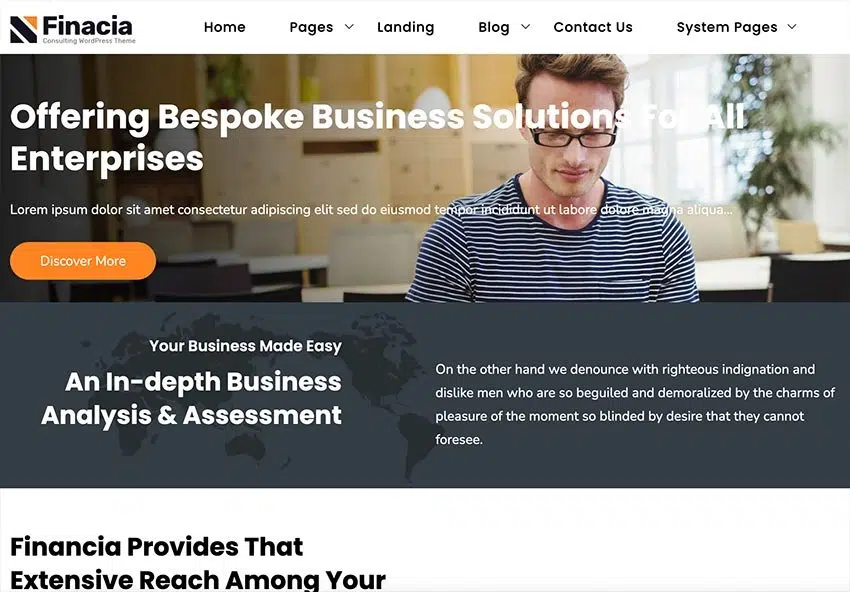 Finacia
Consulting WordPress Theme
Home Pages Landing Blog Contact Us System Pages
Offering Bespoke Business Solutions For All
Enterprises
Lorem ipsum dolor sit amet consectetur adipiscing elit sed do eiusmod tempor incididunt ut labore dolore magna aliqua...
Discover More
Your Business Made Easy
An In-depth Business
Analysis & Assessment
On the other hand we denounce with righteous indignation and
dislike men who are so beguiled and demoralized by the charms of
pleasure of the moment so blinded by desire that they cannot
foresee.
Financia Provides That
Extensive Reach Among Your